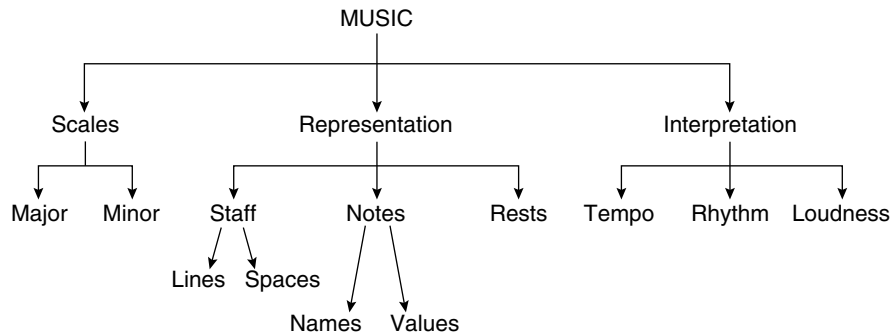 MUSIC
Scales Representation Interpretation
Major Minor Staff Notes Rests Tempo Rhythm Loudness
Lines Spaces
Names Values